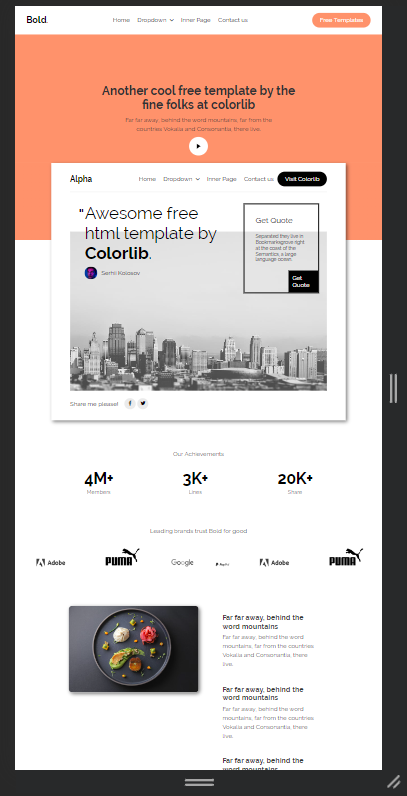 Bold.
Home Dropdown Inner Page Contact us
Free Templates
Another cool free template by the
fine folks at colorlib
Far far away, behind the word mountains, far from the
countries Vokalia and Consonantia, there live.
Alpha
Home Dropdown Inner Page Contact us
Visit Colorlib
"Awesome free
html template by
Colorlib.
Serhii Kolosov
Get Quote
Separated they live in
Bookmarksgrove right
at the coast of the
Semantics, a large
language ocean.
Get
Quote
Share me please!
Our Achievements
4M+
Members
3K+
Lines
20K+
Share
Leading brands trust Bold for good
Adobe
PUMA
Google
PayPal
Adobe
PUMA
Far far away, behind the
word mountains
Far far away, behind the word
mountains, far from the countries
Vokalia and Consonantia, there
live.
Far far away, behind the
word mountains
Far far away, behind the word
mountains, far from the countries
Vokalia and Consonantia, there
live.
Far far away, behind the
word mountains